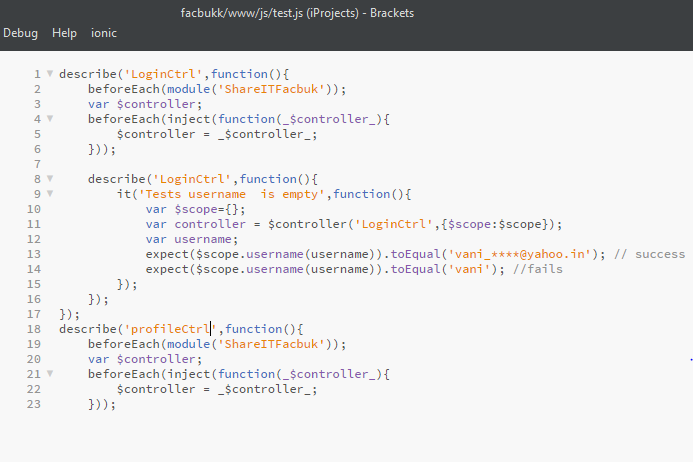 facbukk/www/js/test.js (iProjects) - Brackets
Debug Help ionic
1 describe('LoginCtrl',function(){
2     beforeEach(module('ShareITFacbuk'));
3     var $controller;
4     beforeEach(inject(function(_$controller_){
5         $controller = _$controller_;
6     }));
7
8     describe('LoginCtrl',function(){
9         it('Tests username  is empty',function(){
10             var $scope={};
11             var controller = $controller('LoginCtrl',{$scope:$scope});
12             var username;
13             expect($scope.username(username)).toEqual('vani_****@yahoo.in'); // success
14             expect($scope.username(username)).toEqual('vani'); //fails
15         });
16     });
17 });
18 describe('profileCtrl',function(){
19     beforeEach(module('ShareITFacbuk'));
20     var $controller;
21     beforeEach(inject(function(_$controller_){
22         $controller = _$controller_;
23     }));